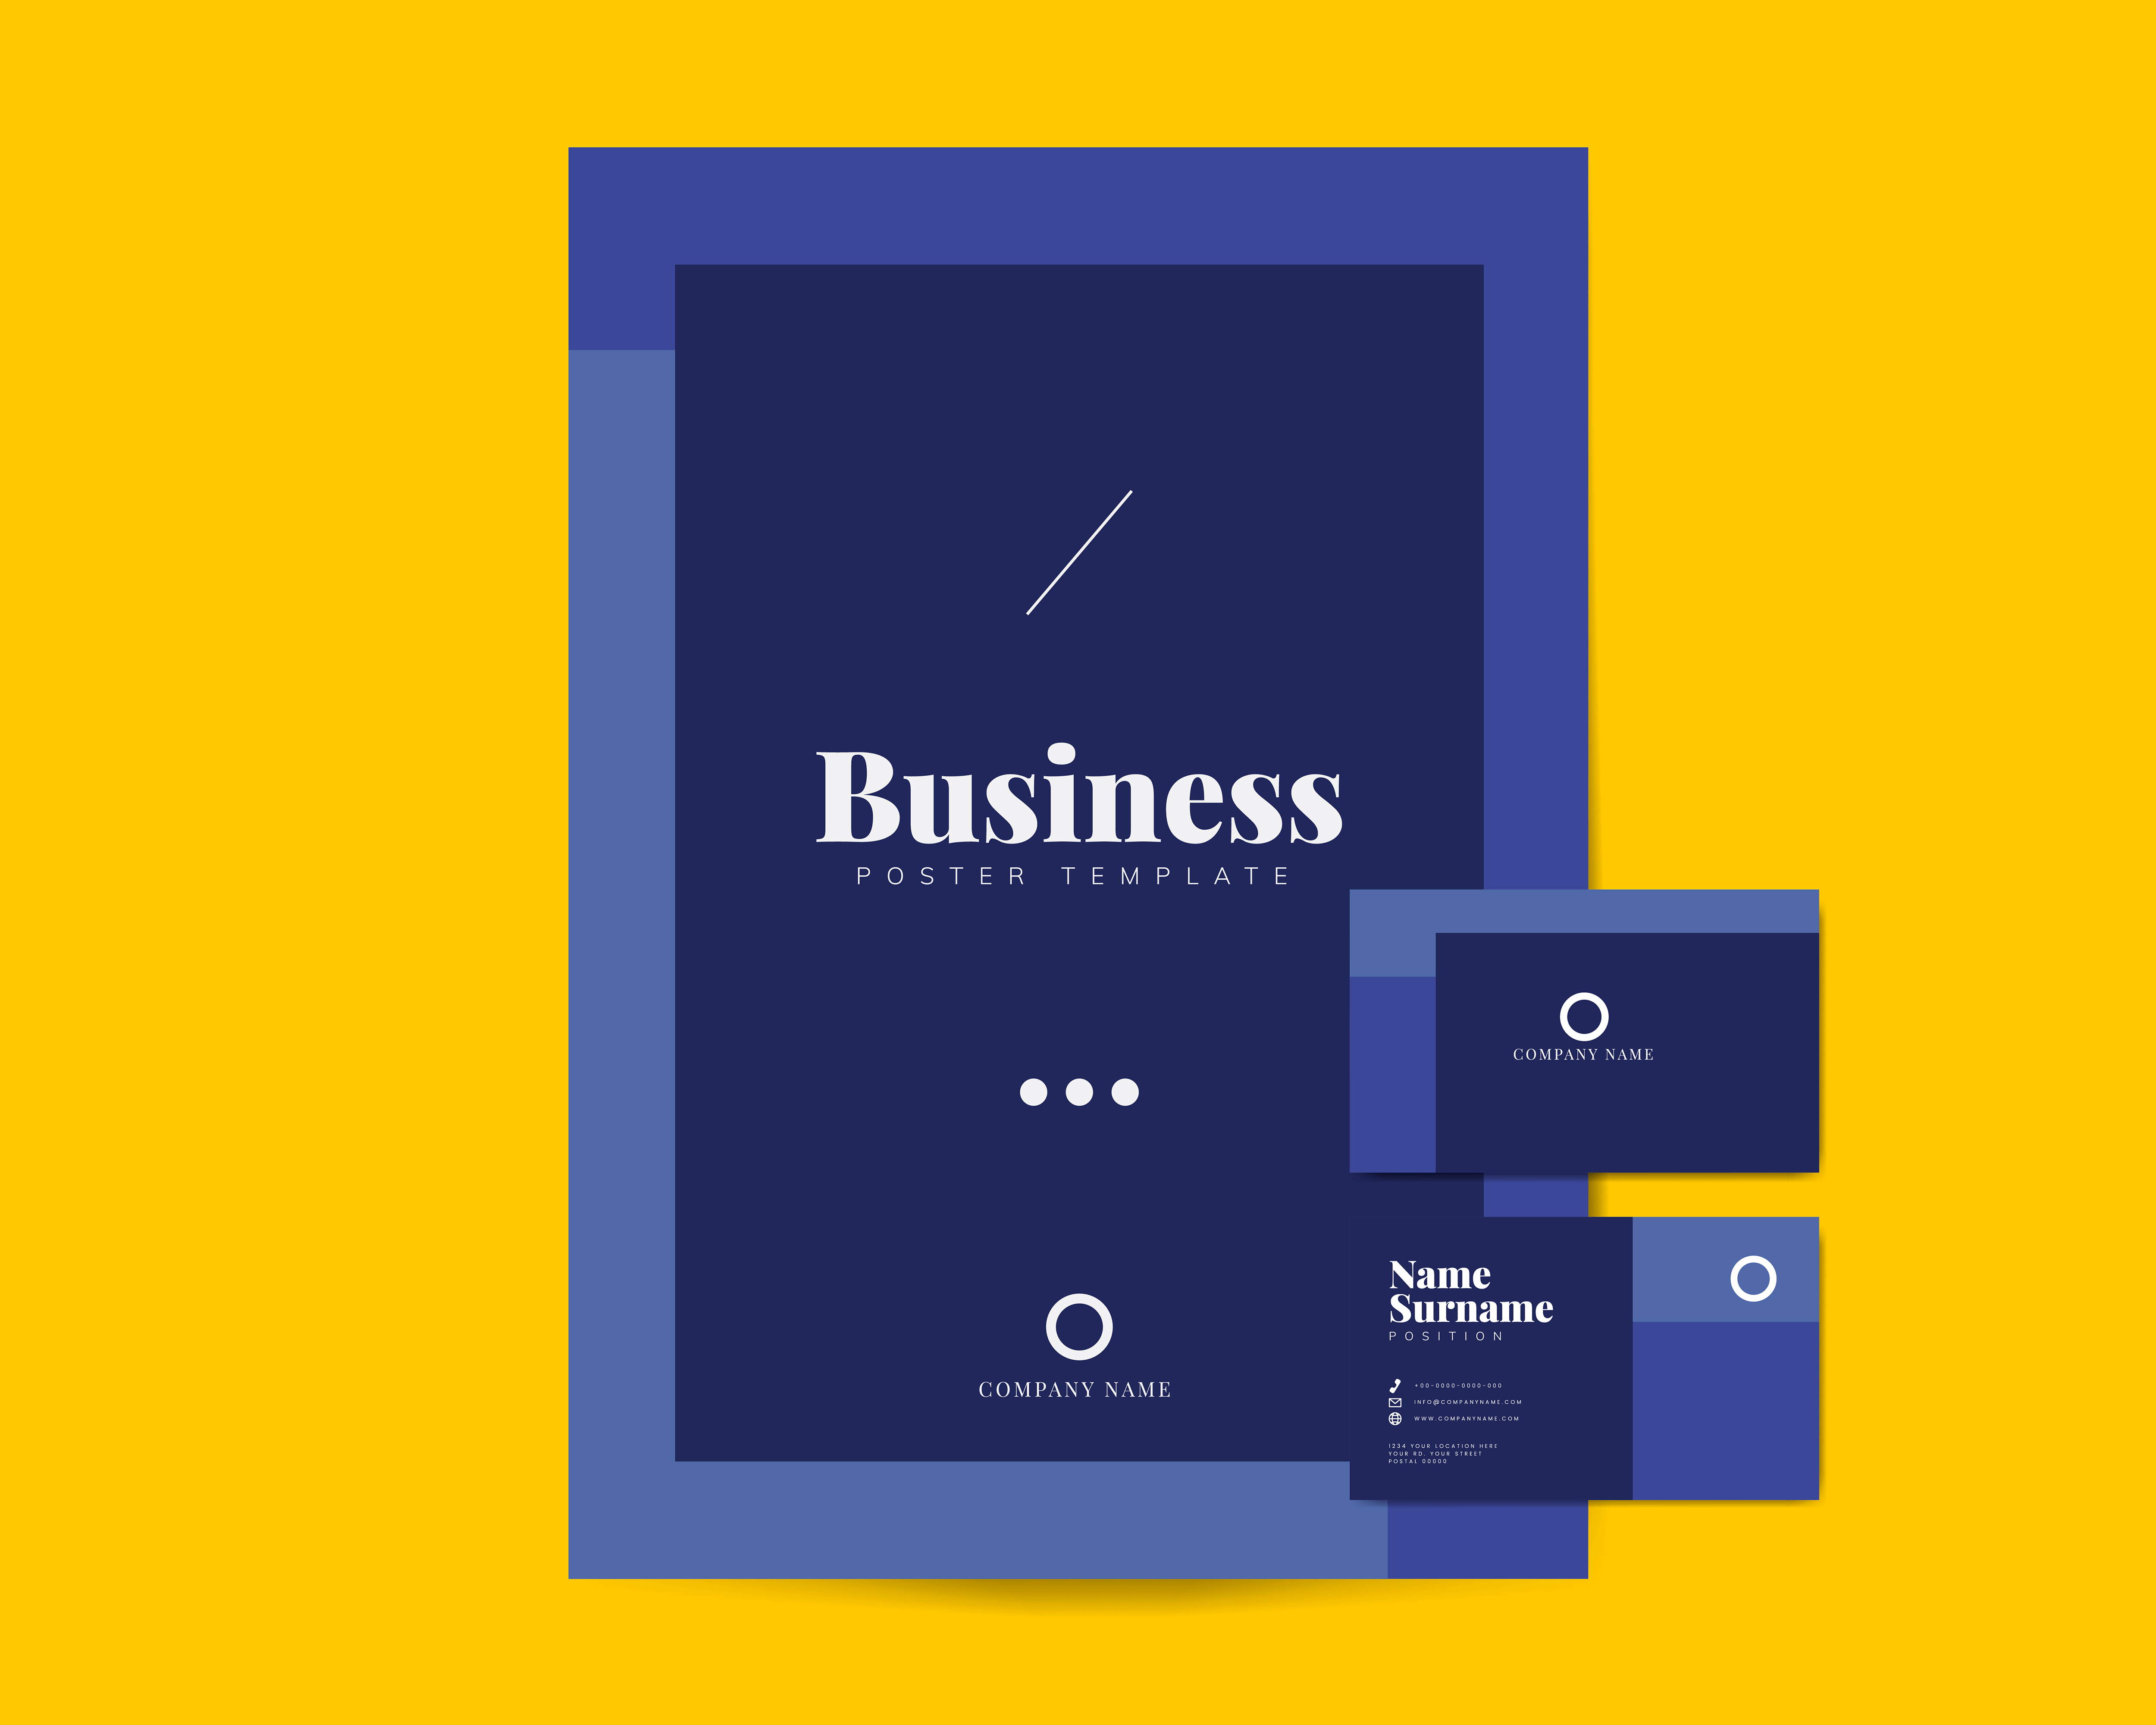 Business
POSTER TEMPLATE
COMPANY NAME
COMPANY NAME
Name
Surname
POSITION
+00-0000-0000-000
INFO@COMPANYNAME.COM
WWW.COMPANYNAME.COM
1234 YOUR LOCATION HERE
YOUR RD. YOUR STREET
POSTAL 00000